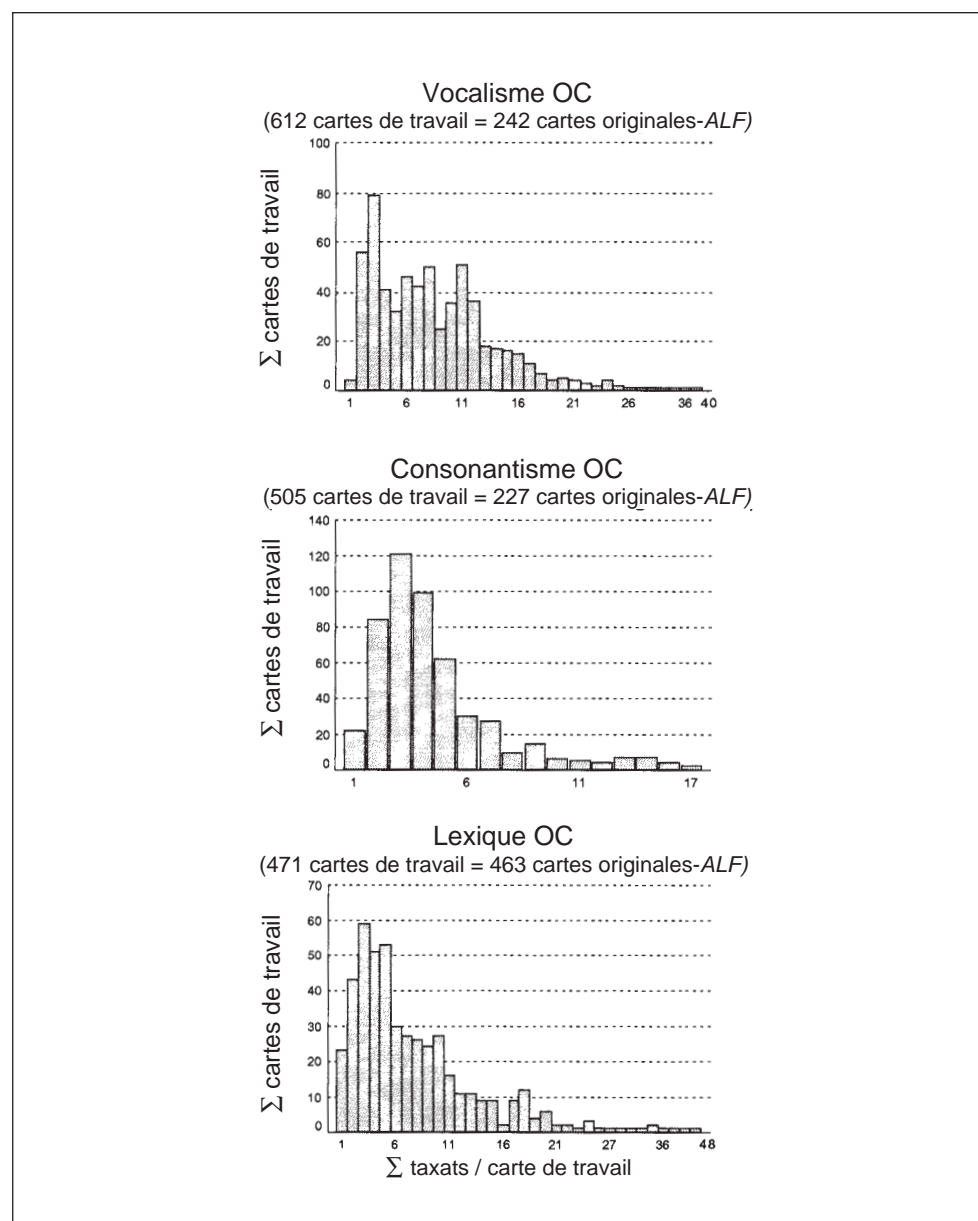 Vocalisme OC
(612 cartes de travail = 242 cartes originales-ALF)
100
80
60
40
20
0
Σ cartes de travail
1 6 11 16 21 26 36 40
Consonantisme OC
(505 cartes de travail = 227 cartes originales-ALF)
140
120
100
80
60
40
20
0
Σ cartes de travail
1 6 11 17
Lexique OC
(471 cartes de travail = 463 cartes originales-ALF)
70
60
50
40
30
20
10
0
Σ cartes de travail
1 6 11 16 21 27 36 48
Σ taxats / carte de travail